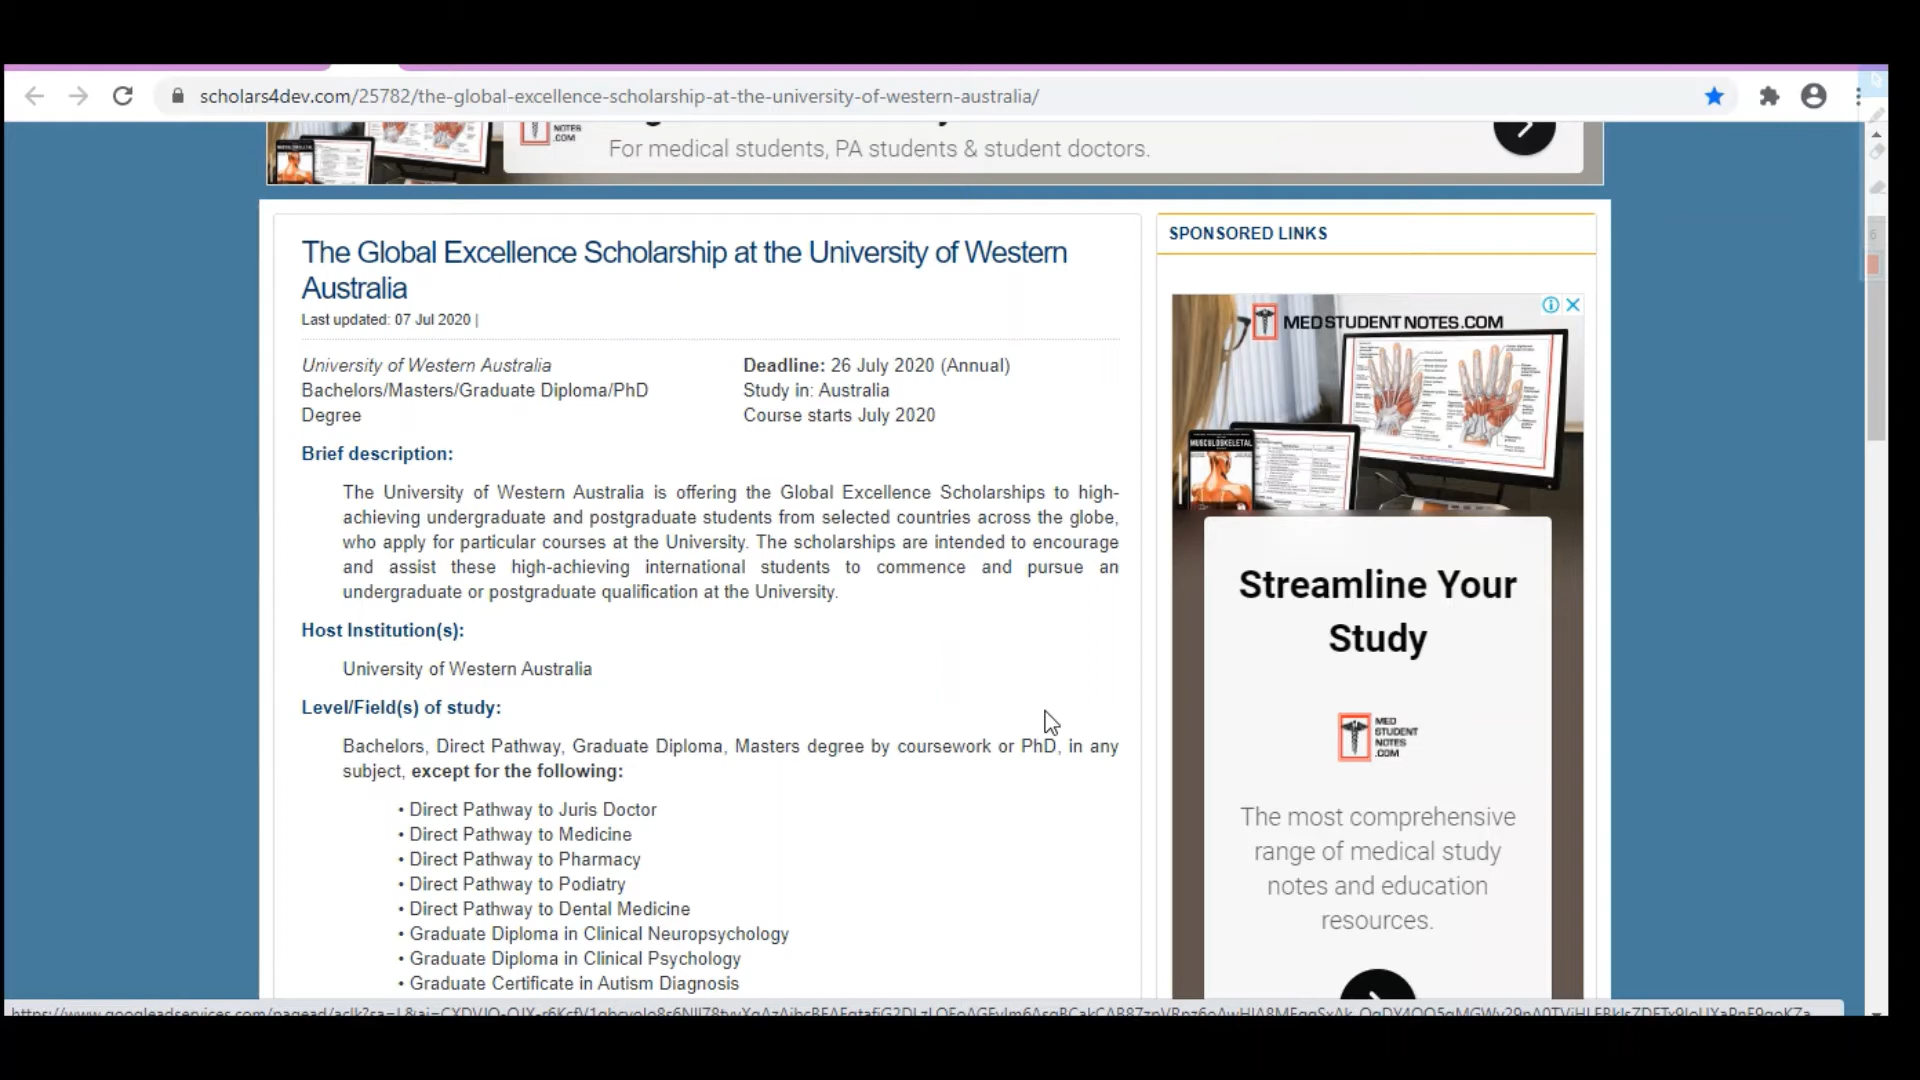 scholars4dev.com/25782/the-global-excellence-scholarship-at-the-university-of-western-australia/
NOTES
.COM
For medical students, PA students & student doctors.
The Global Excellence Scholarship at the University of Western
Australia
Last updated: 07 Jul 2020 |
University of Western Australia
Bachelors/Masters/Graduate Diploma/PhD
Degree
Deadline: 26 July 2020 (Annual)
Study in: Australia
Course starts July 2020
Brief description:
The University of Western Australia is offering the Global Excellence Scholarships to high-
achieving undergraduate and postgraduate students from selected countries across the globe,
who apply for particular courses at the University. The scholarships are intended to encourage
and assist these high-achieving international students to commence and pursue an
undergraduate or postgraduate qualification at the University.
Host Institution(s):
University of Western Australia
Level/Field(s) of study:
Bachelors, Direct Pathway, Graduate Diploma, Masters degree by coursework or PhD, in any
subject, except for the following:
• Direct Pathway to Juris Doctor
• Direct Pathway to Medicine
• Direct Pathway to Pharmacy
• Direct Pathway to Podiatry
• Direct Pathway to Dental Medicine
• Graduate Diploma in Clinical Neuropsychology
• Graduate Diploma in Clinical Psychology
• Graduate Certificate in Autism Diagnosis
SPONSORED LINKS
MEDSTUDENTNOTES.COM
MUSCULOSKELETAL
Streamline Your
Study
MED
STUDENT
NOTES
.COM
The most comprehensive
range of medical study
notes and education
resources.
6